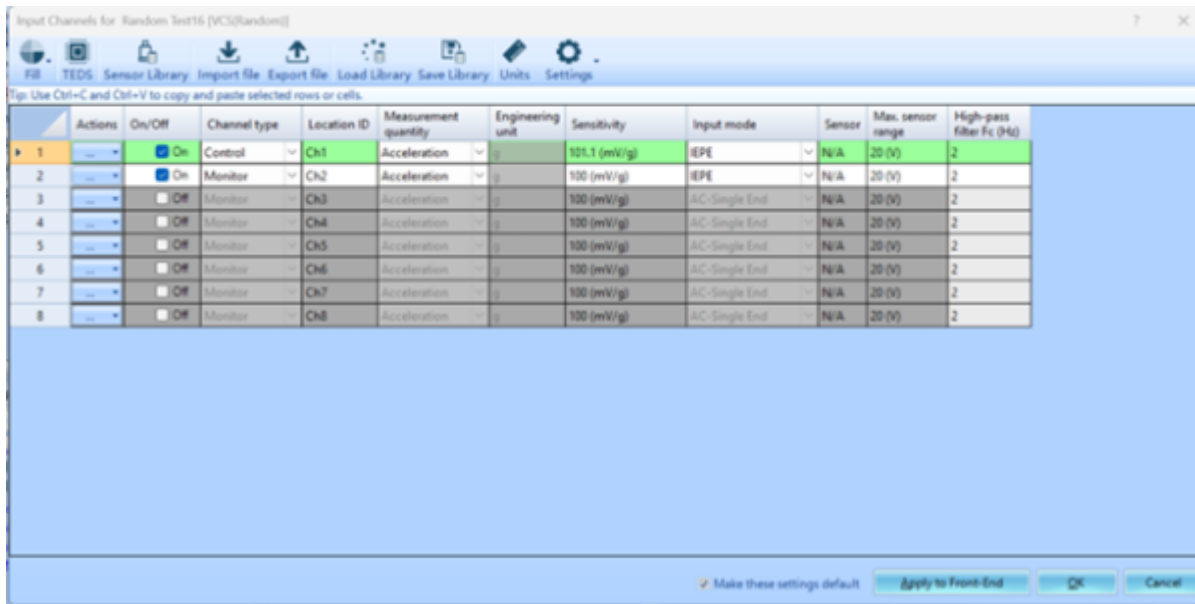 Input Channels for Random Test16 [VCS(Random)]
Fill TEDS Sensor Library Import file Export file Load Library Save Library Units Settings
Tip: Use Ctrl+C and Ctrl+V to copy and paste selected rows or cells.
Actions On/Off Channel type Location ID Measurement quantity Engineering unit Sensitivity Input mode Sensor Max. sensor range High-pass filter Fc (Hz)
1 ... On Control Ch1 Acceleration g 101.1 (mV/g) IEPE N/A 20 (V) 2
2 ... On Monitor Ch2 Acceleration g 100 (mV/g) IEPE N/A 20 (V) 2
3 ... Off Monitor Ch3 Acceleration g 100 (mV/g) AC-Single End N/A 20 (V) 2
4 ... Off Monitor Ch4 Acceleration g 100 (mV/g) AC-Single End N/A 20 (V) 2
5 ... Off Monitor Ch5 Acceleration g 100 (mV/g) AC-Single End N/A 20 (V) 2
6 ... Off Monitor Ch6 Acceleration g 100 (mV/g) AC-Single End N/A 20 (V) 2
7 ... Off Monitor Ch7 Acceleration g 100 (mV/g) AC-Single End N/A 20 (V) 2
8 ... Off Monitor Ch8 Acceleration g 100 (mV/g) AC-Single End N/A 20 (V) 2
Make these settings default Apply to Front-End OK Cancel